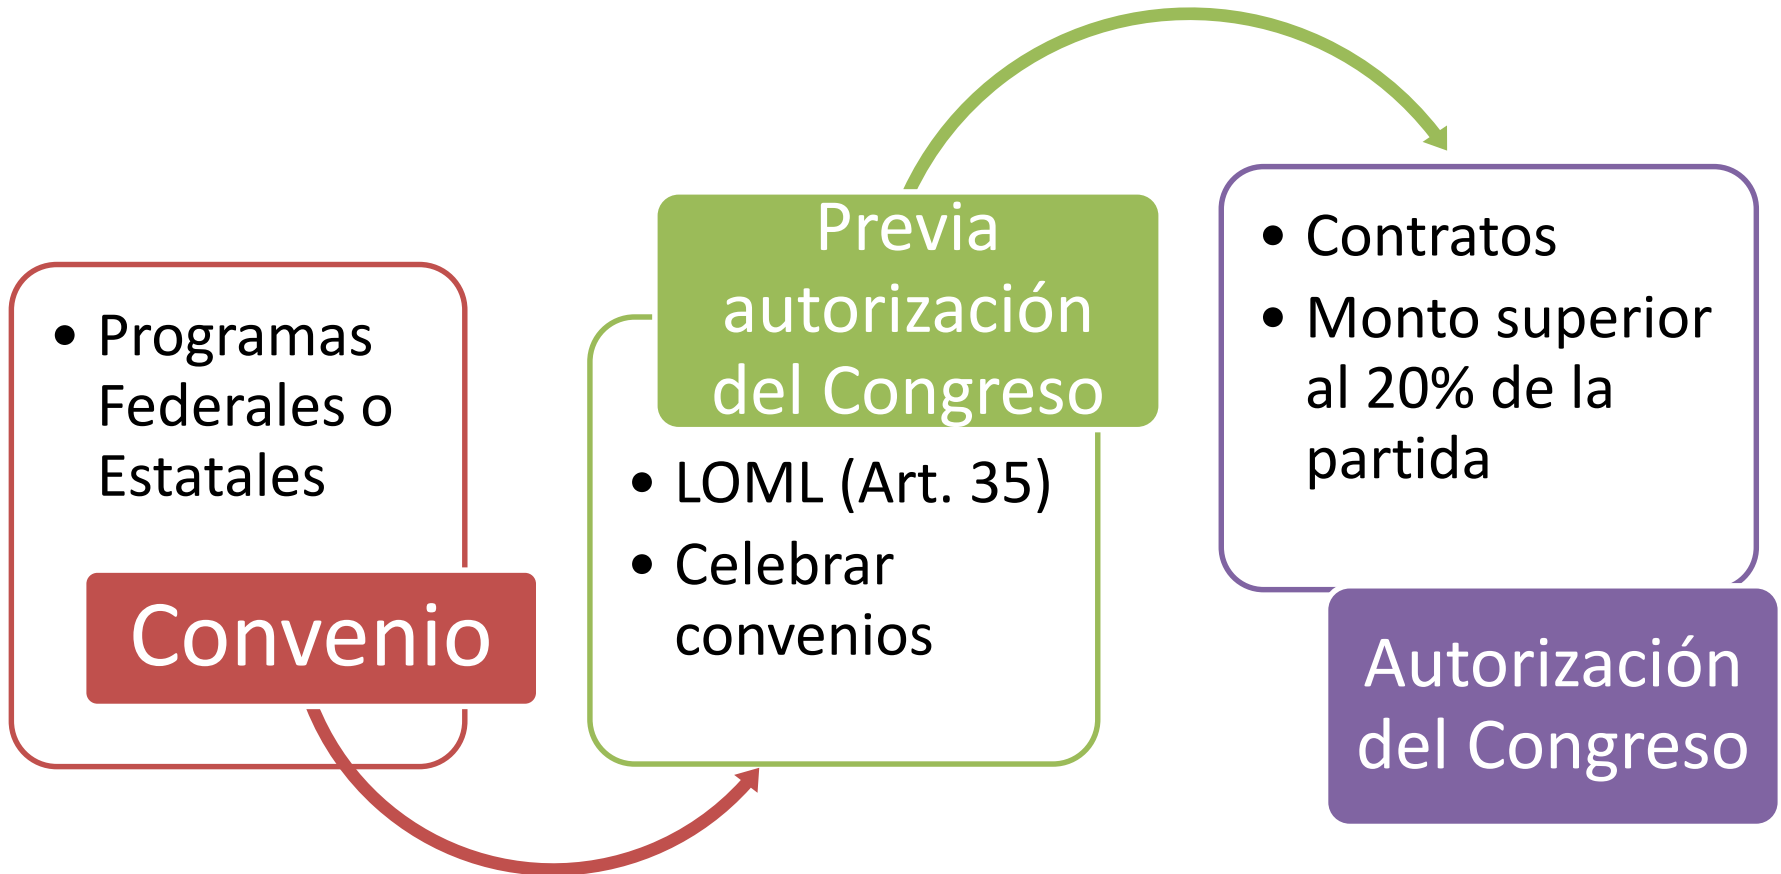 • Programas
Federales o
Estatales
Convenio
Previa
autorización
del Congreso
• LOML (Art. 35)
• Celebrar
convenios
• Contratos
• Monto superior
al 20% de la
partida
Autorización
del Congreso